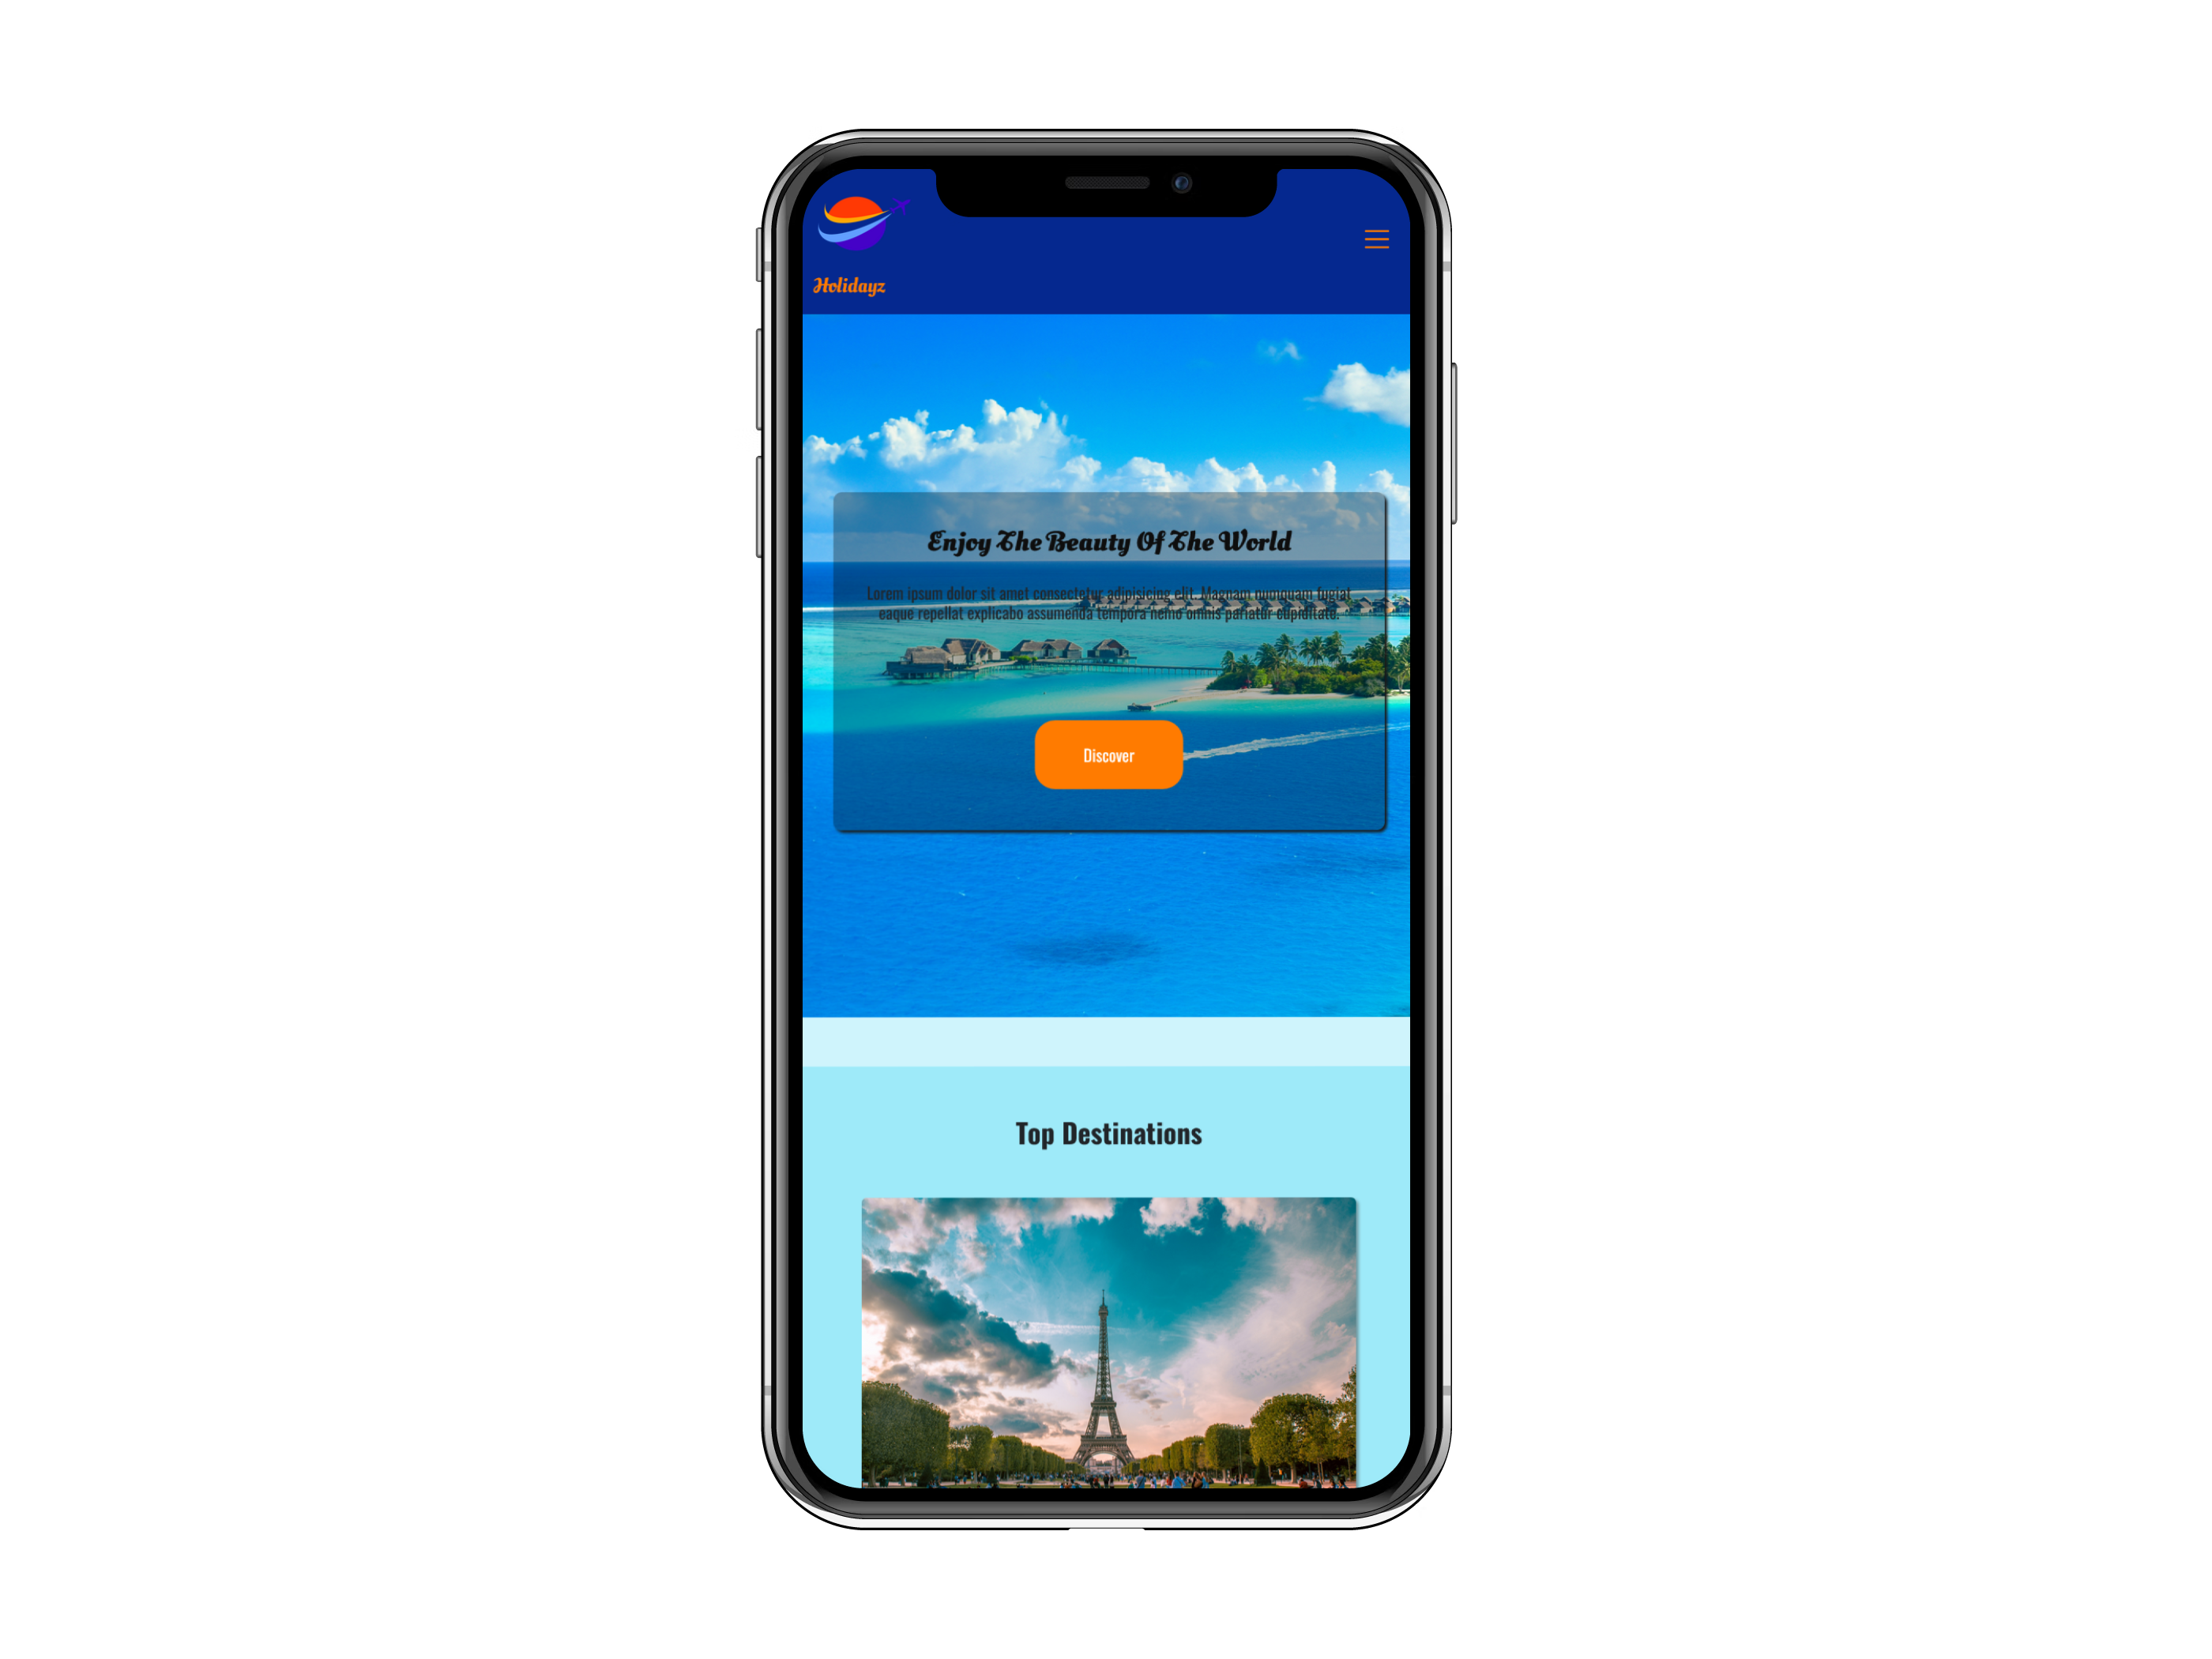 Holidayz
Enjoy The Beauty Of The World
Lorem ipsum dolor sit amet consectetur adipisicing elit. Magnam numquam fugiat
eaque repellat explicabo assumenda tempora nemo omnis pariatur cupiditate.
Discover
Top Destinations